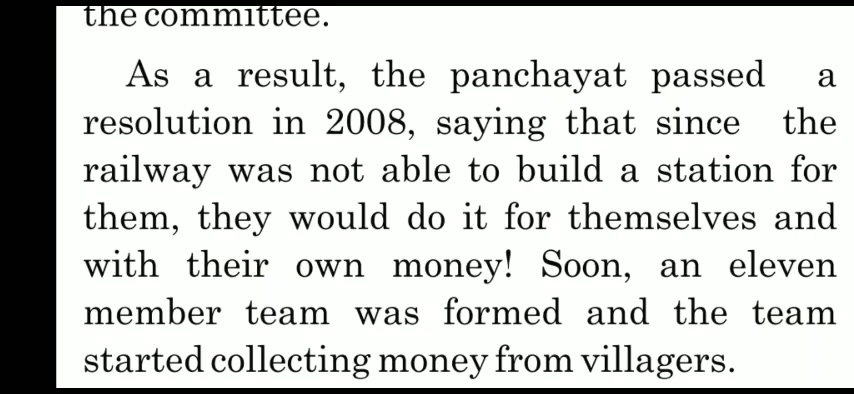 the committee.
As a result, the panchayat passed a
resolution in 2008, saying that since the
railway was not able to build a station for
them, they would do it for themselves and
with their own money! Soon, an eleven
member team was formed and the team
started collecting money from villagers.